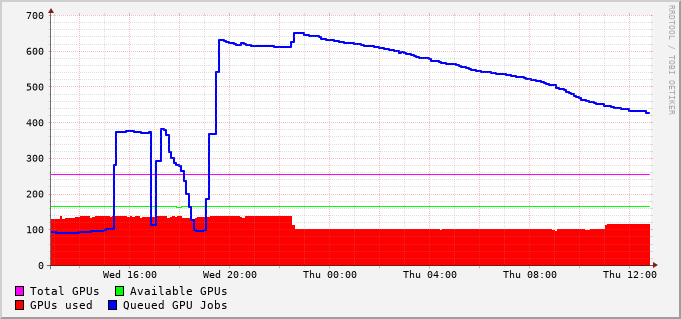 700
600
500
400
300
200
100
0
Wed 16:00 Wed 20:00 Thu 00:00 Thu 04:00 Thu 08:00 Thu 12:00
Total GPUs Available GPUs
GPUs used Queued GPU Jobs
RRDTOOL / TOBI OETIKER